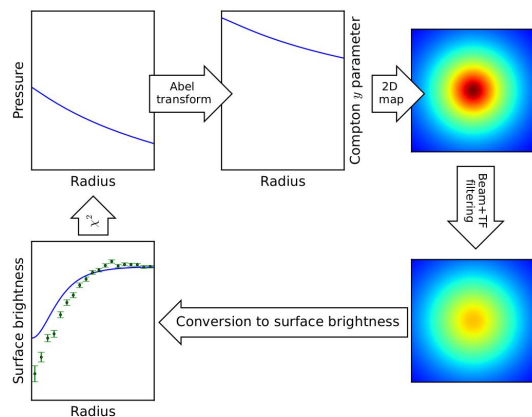 Pressure
Radius
Abel
transform
Compton y parameter
Radius
2D
map
Beam+TF
filtering
Conversion to surface brightness
χ²
Surface brightness
Radius